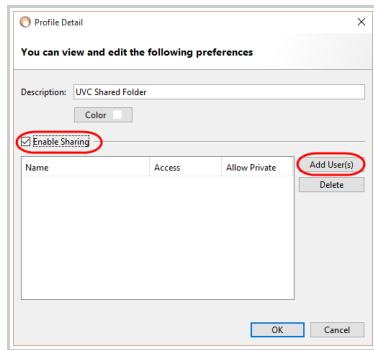 Profile Detail
You can view and edit the following preferences
Description: UVC Shared Folder
Color
Enable Sharing
Name Access Allow Private Add User(s)
Delete
OK Cancel